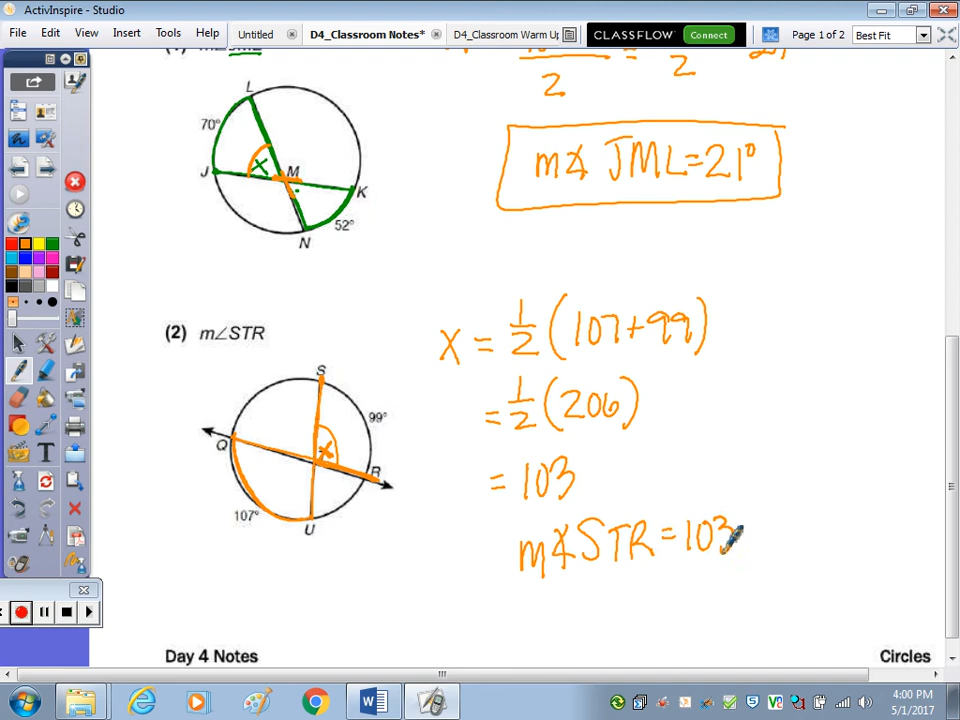 ActivInspire - Studio
File Edit View Insert Tools Help
Untitled D4_Classroom Notes* D4_Classroom Warm Up CLASSFLOW Connect Page 1 of 2 Best Fit
2 = 2
L
70°
J
x
M
K
52°
N
m∡ JML=21°
(2) m∠STR
S
99°
Q
x
R
107°
U
x = 1/2 (107+99)
= 1/2 (206)
= 103
m∡STR=103
Day 4 Notes Circles
4:00 PM
5/1/2017